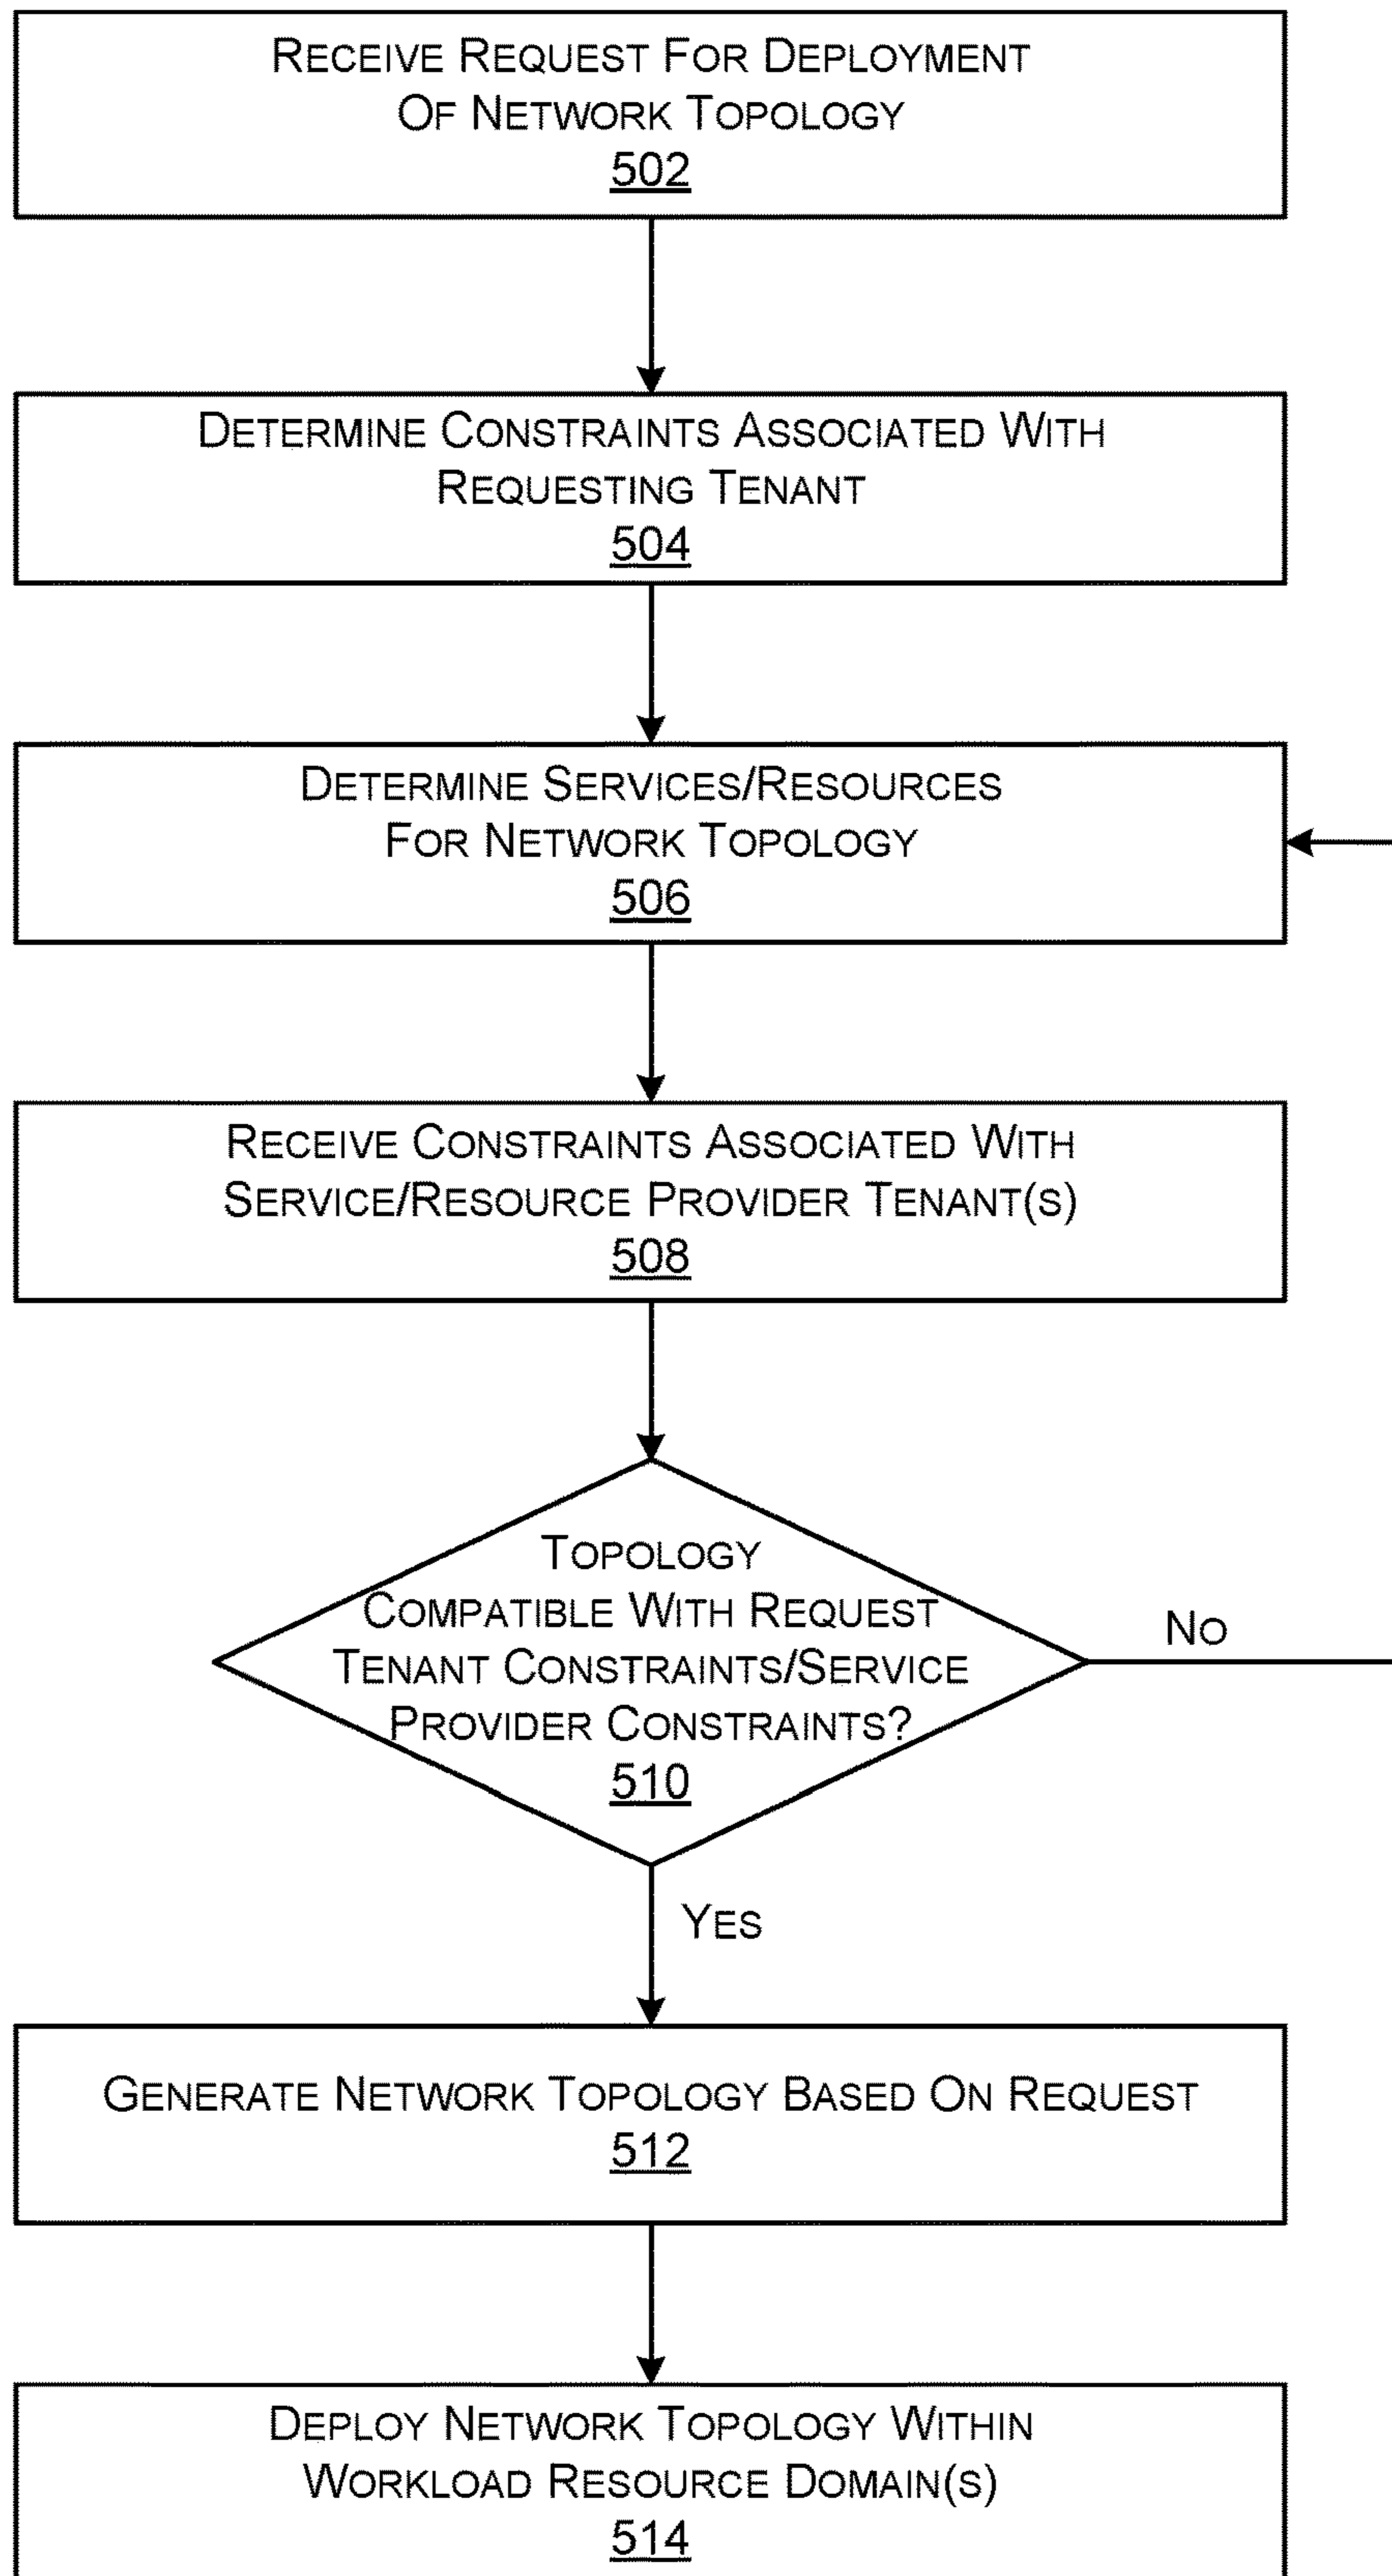 RECEIVE REQUEST FOR DEPLOYMENT
OF NETWORK TOPOLOGY
502
DETERMINE CONSTRAINTS ASSOCIATED WITH
REQUESTING TENANT
504
DETERMINE SERVICES/RESOURCES
FOR NETWORK TOPOLOGY
506
RECEIVE CONSTRAINTS ASSOCIATED WITH
SERVICE/RESOURCE PROVIDER TENANT(S)
508
TOPOLOGY
COMPATIBLE WITH REQUEST
TENANT CONSTRAINTS/SERVICE
PROVIDER CONSTRAINTS?
510
NO
YES
GENERATE NETWORK TOPOLOGY BASED ON REQUEST
512
DEPLOY NETWORK TOPOLOGY WITHIN
WORKLOAD RESOURCE DOMAIN(S)
514